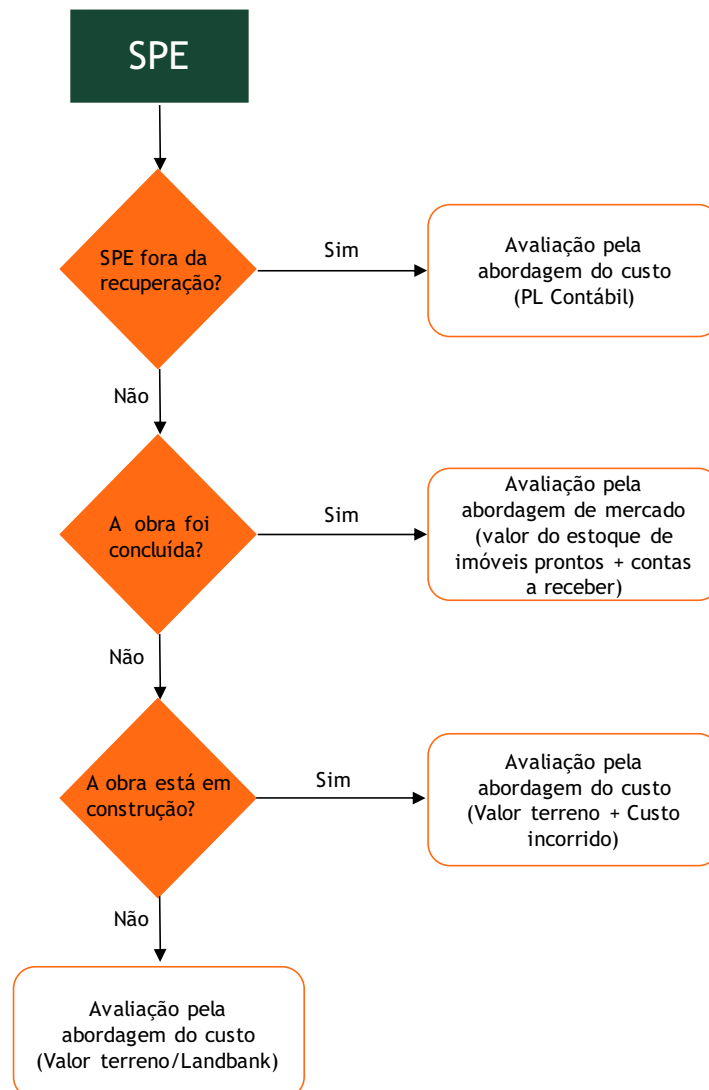 SPE
SPE fora da
recuperação?
Sim
Avaliação pela
abordagem do custo
(PL Contábil)
Não
A obra foi
concluída?
Sim
Avaliação pela
abordagem de mercado
(valor do estoque de
imóveis prontos + contas
a receber)
Não
A obra está em
construção?
Sim
Avaliação pela
abordagem do custo
(Valor terreno + Custo
incorrido)
Não
Avaliação pela
abordagem do custo
(Valor terreno/Landbank)